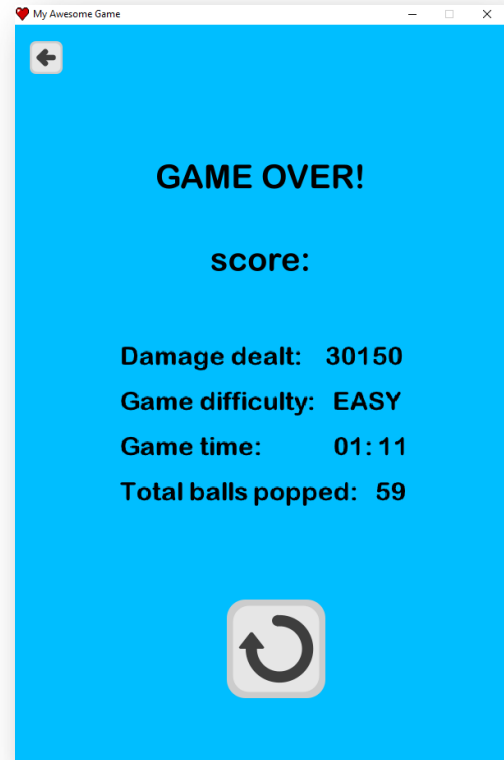 My Awesome Game
GAME OVER!
score:
Damage dealt: 30150
Game difficulty: EASY
Game time: 01: 11
Total balls popped: 59